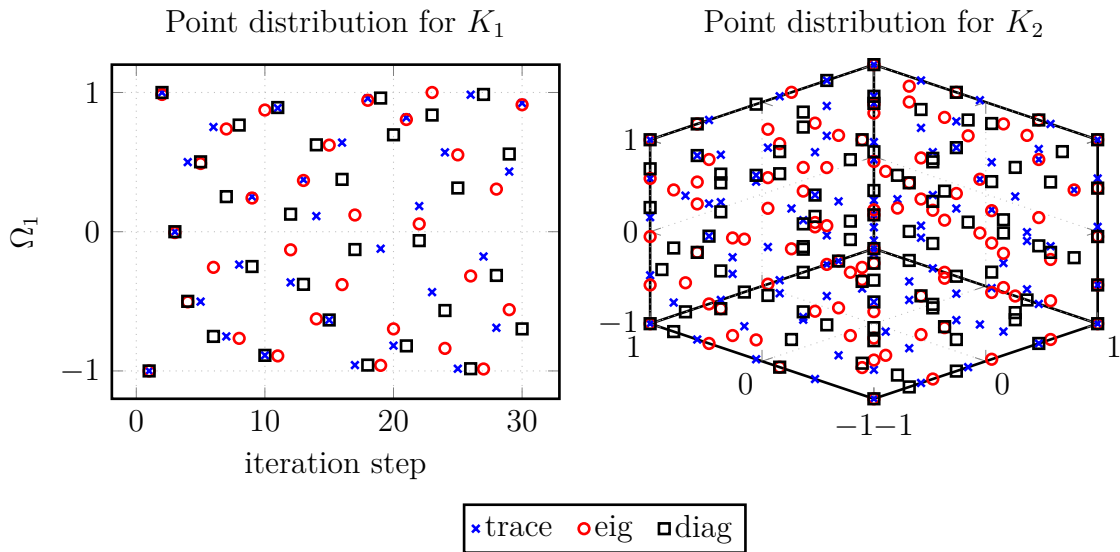 Point distribution for K₁
Point distribution for K₂
1
0
−1
Ω₁
0
10
20
30
iteration step
1
0
−1
1
0
−1
−1
0
1
trace
eig
diag